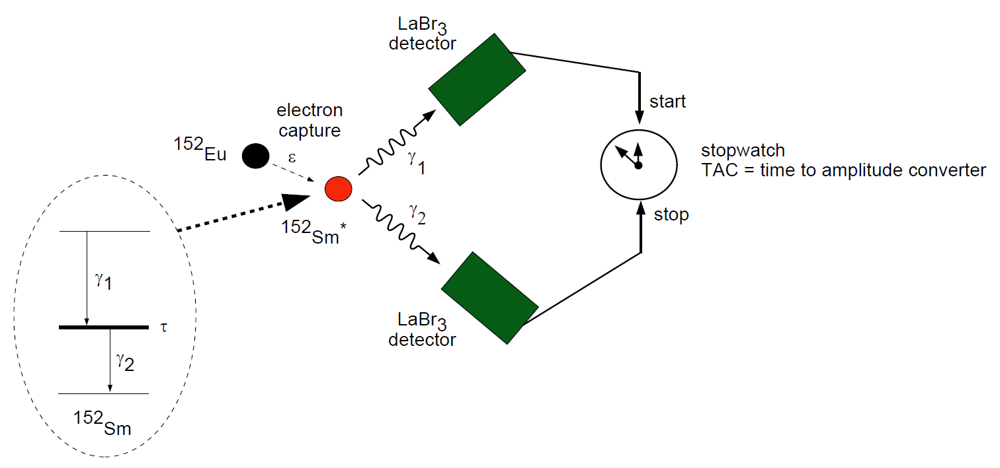 LaBr3
detector
start
electron
capture
152Eu
ε
γ1
stopwatch
TAC = time to amplitude converter
γ2
stop
152Sm*
γ1
τ
γ2
LaBr3
detector
152Sm